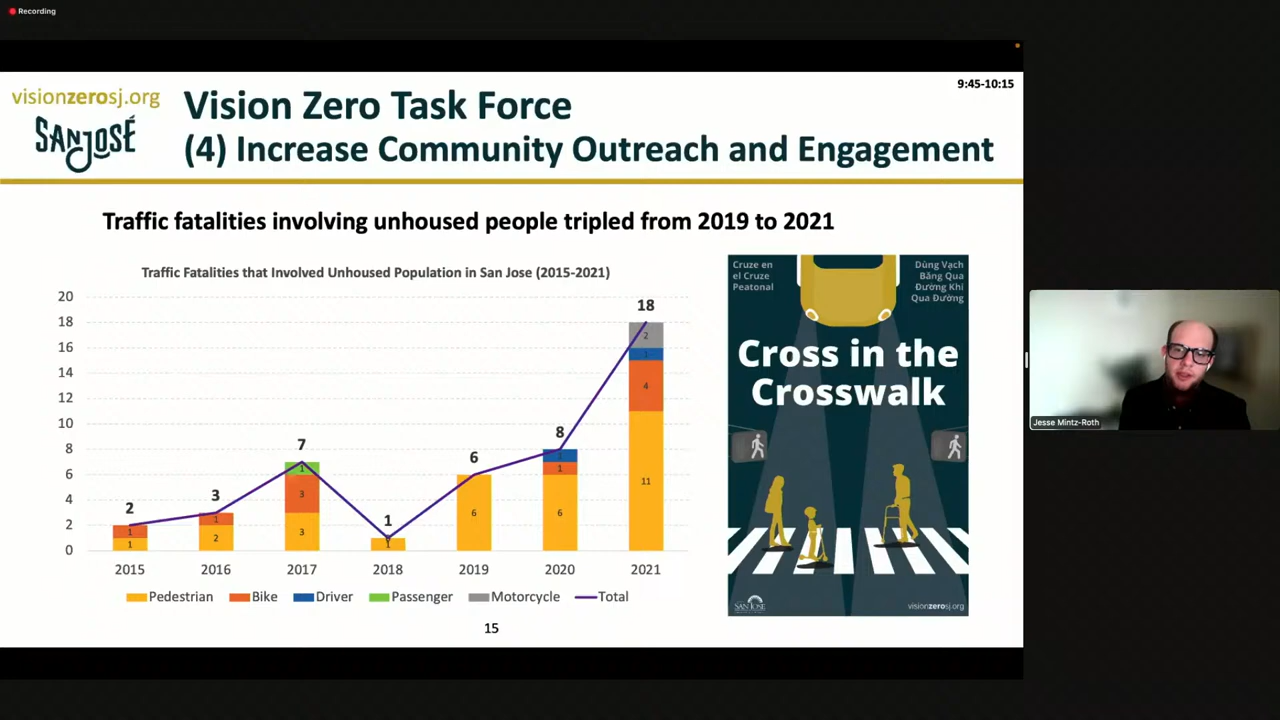 Recording
9:45-10:15
visionzerosj.org
SAN JOSÉ
Vision Zero Task Force
(4) Increase Community Outreach and Engagement
Traffic fatalities involving unhoused people tripled from 2019 to 2021
Traffic Fatalities that Involved Unhoused Population in San Jose (2015-2021)
20
18
16
14
12
10
8
6
4
2
0
2
1
1
3
1
2
7
1
3
3
1
0
1
6
6
8
1
1
6
18
2
1
4
11
2015 2016 2017 2018 2019 2020 2021
Pedestrian Bike Driver Passenger Motorcycle Total
15
Cruze en
el Cruze
Peatonal
Dùng Vạch
Băng Qua
Đường Khi
Qua Đường
Cross in the
Crosswalk
SAN JOSE
visionzerosj.org
Jesse Mintz-Roth